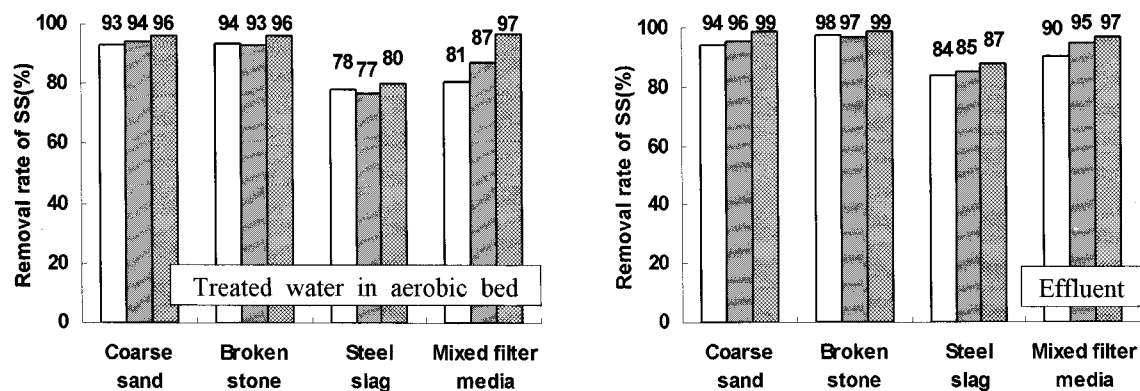 Removal rate of SS(%)
100
80
60
40
20
0
93 94 96
94 93 96
78 77 80
81 87 97
Treated water in aerobic bed
Coarse sand
Broken stone
Steel slag
Mixed filter media
Removal rate of SS(%)
100
80
60
40
20
0
94 96 99
98 97 99
84 85 87
90 95 97
Effluent
Coarse sand
Broken stone
Steel slag
Mixed filter media